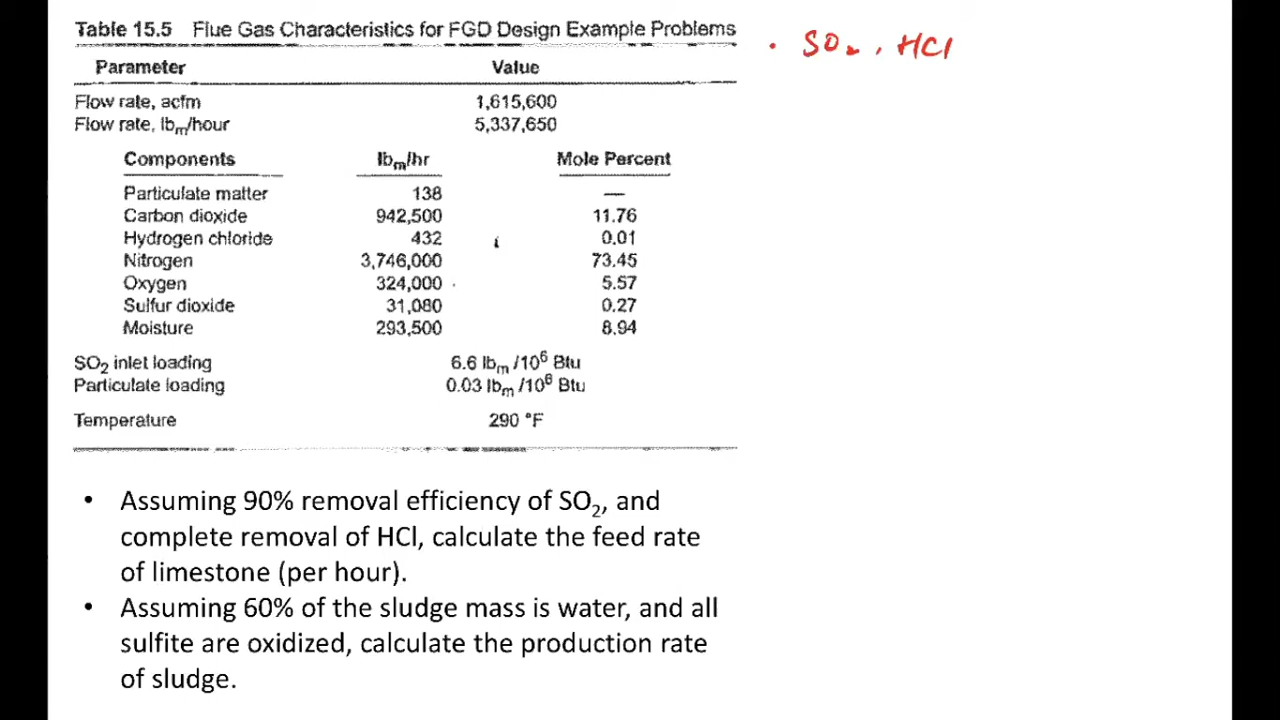 Table 15.5 Flue Gas Characteristics for FGD Design Example Problems
• SO2, HCl
Parameter Value
Flow rate, acfm 1,615,600
Flow rate, lbm/hour 5,337,650
Components lbm/hr Mole Percent
Particulate matter 138 —
Carbon dioxide 942,500 11.76
Hydrogen chloride 432 0.01
Nitrogen 3,746,000 73.45
Oxygen 324,000 5.57
Sulfur dioxide 31,080 0.27
Moisture 293,500 8.94
SO2 inlet loading 6.6 lbm /10^6 Btu
Particulate loading 0.03 lbm /10^6 Btu
Temperature 290 °F
• Assuming 90% removal efficiency of SO2, and
complete removal of HCl, calculate the feed rate
of limestone (per hour).
• Assuming 60% of the sludge mass is water, and all
sulfite are oxidized, calculate the production rate
of sludge.